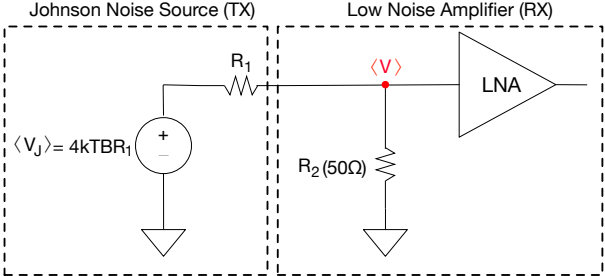 Johnson Noise Source (TX)
Low Noise Amplifier (RX)
R1
⟨V⟩
LNA
⟨VJ⟩= 4kTBR1
+
−
R2 (50Ω)